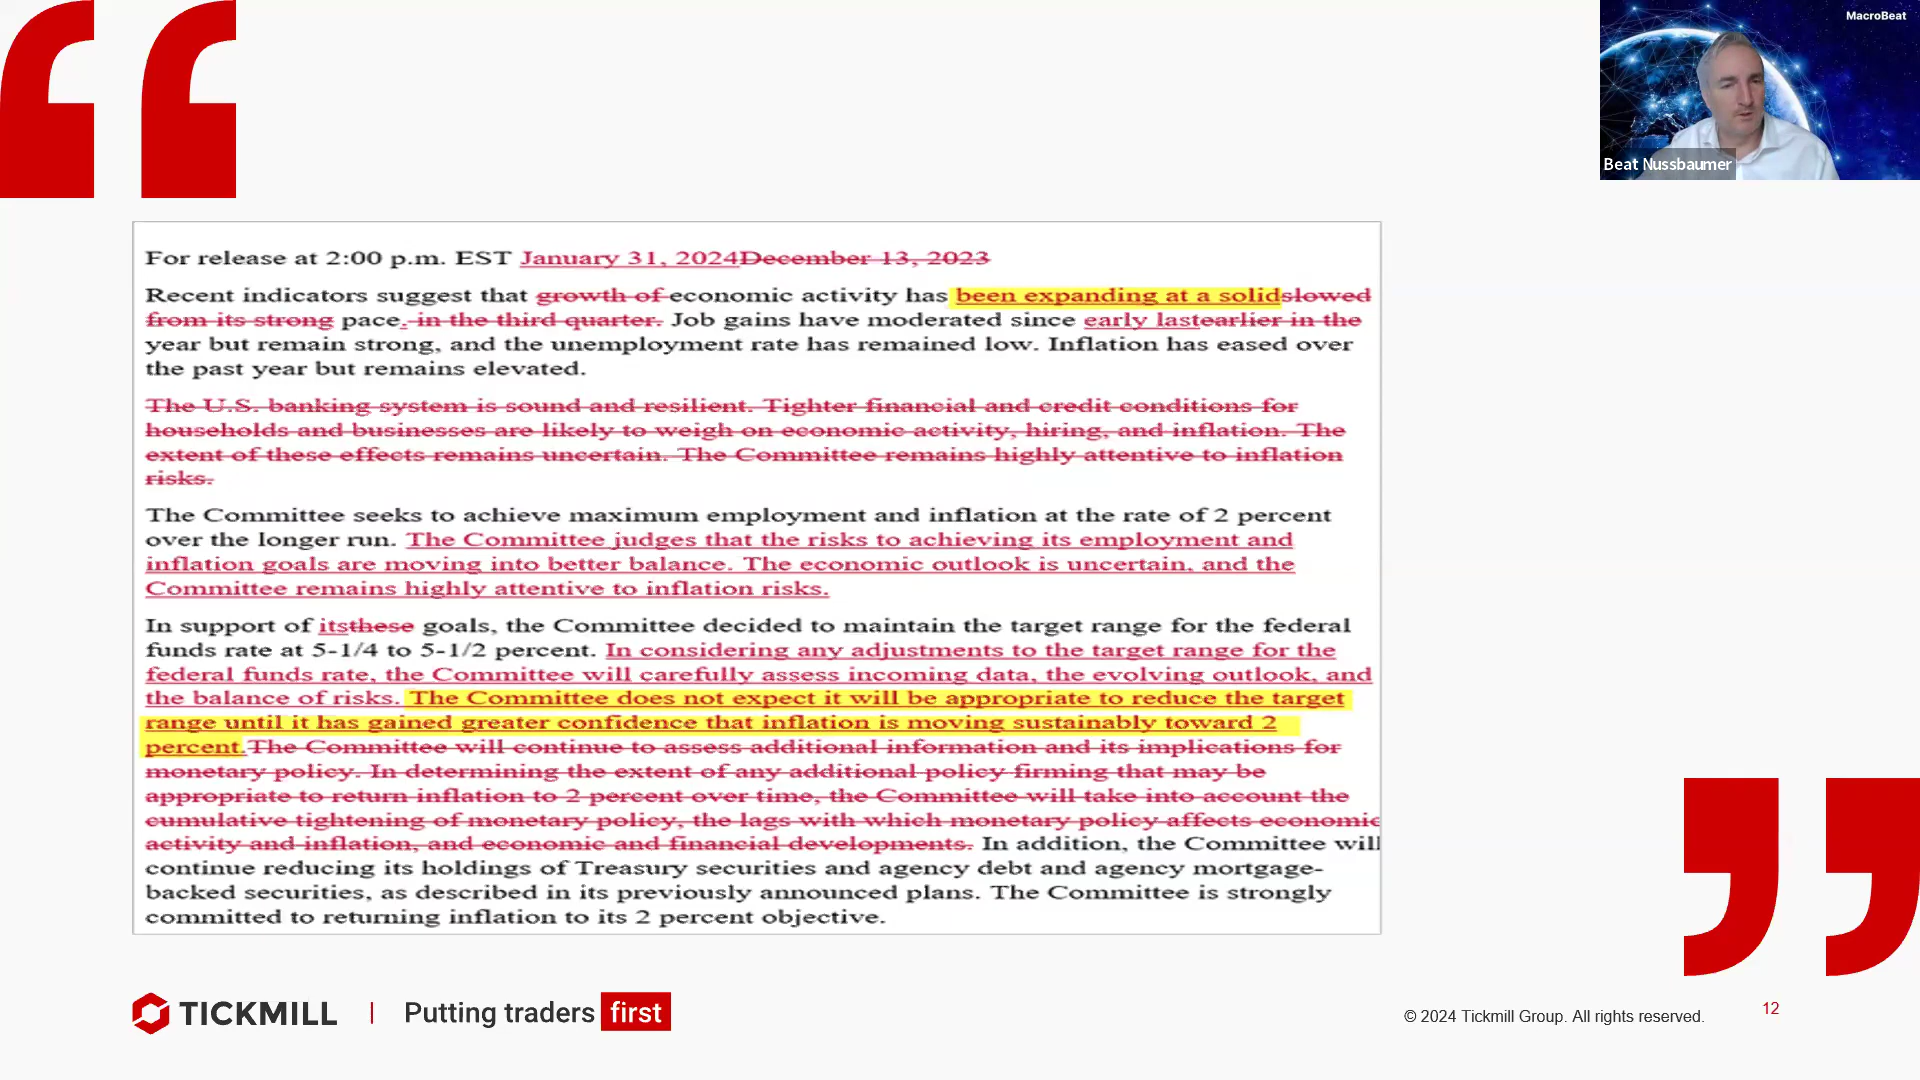 MacroBeat
Beat Nussbaumer
For release at 2:00 p.m. EST January 31, 2024December 13, 2023
Recent indicators suggest that growth of economic activity has been expanding at a solidslowed
from its strong pace. in the third quarter. Job gains have moderated since early lastearlier in the
year but remain strong, and the unemployment rate has remained low. Inflation has eased over
the past year but remains elevated.
The U.S. banking system is sound and resilient. Tighter financial and credit conditions for
households and businesses are likely to weigh on economic activity, hiring, and inflation. The
extent of these effects remains uncertain. The Committee remains highly attentive to inflation
risks.
The Committee seeks to achieve maximum employment and inflation at the rate of 2 percent
over the longer run. The Committee judges that the risks to achieving its employment and
inflation goals are moving into better balance. The economic outlook is uncertain, and the
Committee remains highly attentive to inflation risks.
In support of itsthese goals, the Committee decided to maintain the target range for the federal
funds rate at 5-1/4 to 5-1/2 percent. In considering any adjustments to the target range for the
federal funds rate, the Committee will carefully assess incoming data, the evolving outlook, and
the balance of risks. The Committee does not expect it will be appropriate to reduce the target
range until it has gained greater confidence that inflation is moving sustainably toward 2
percent.The Committee will continue to assess additional information and its implications for
monetary policy. In determining the extent of any additional policy firming that may be
appropriate to return inflation to 2 percent over time, the Committee will take into account the
cumulative tightening of monetary policy, the lags with which monetary policy affects economic
activity and inflation, and economic and financial developments. In addition, the Committee will
continue reducing its holdings of Treasury securities and agency debt and agency mortgage-
backed securities, as described in its previously announced plans. The Committee is strongly
committed to returning inflation to its 2 percent objective.
TICKMILL | Putting traders first
© 2024 Tickmill Group. All rights reserved.
12